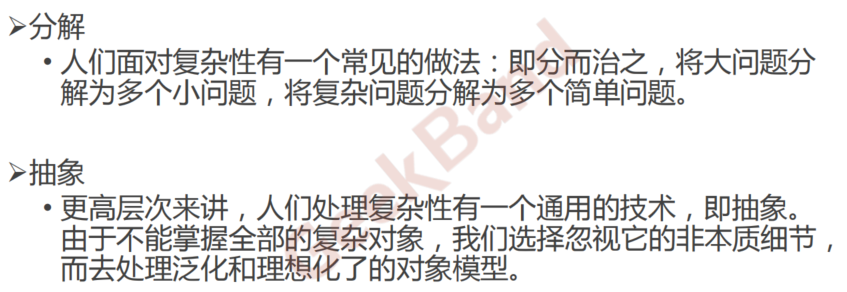 ➢分解
• 人们面对复杂性有一个常见的做法：即分而治之，将大问题分
解为多个小问题，将复杂问题分解为多个简单问题。
➢抽象
• 更高层次来讲，人们处理复杂性有一个通用的技术，即抽象。
由于不能掌握全部的复杂对象，我们选择忽视它的非本质细节，
而去处理泛化和理想化了的对象模型。
GeekBand